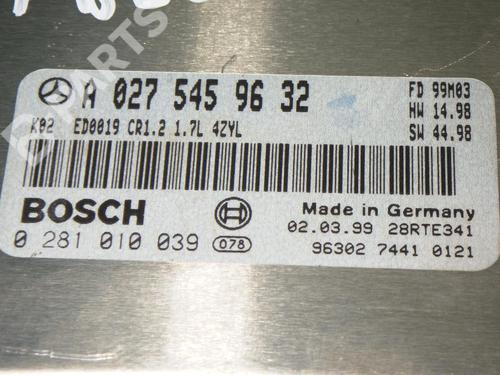 B-PARTS
A 027 545 96 32
FD 99M03
K02 ED0019 CR1.2 1.7L 4ZYL
HW 14.98
SW 44.98
BOSCH
Made in Germany
0 281 010 039 078
02.03.99 28RTE341
96302 7441 0121